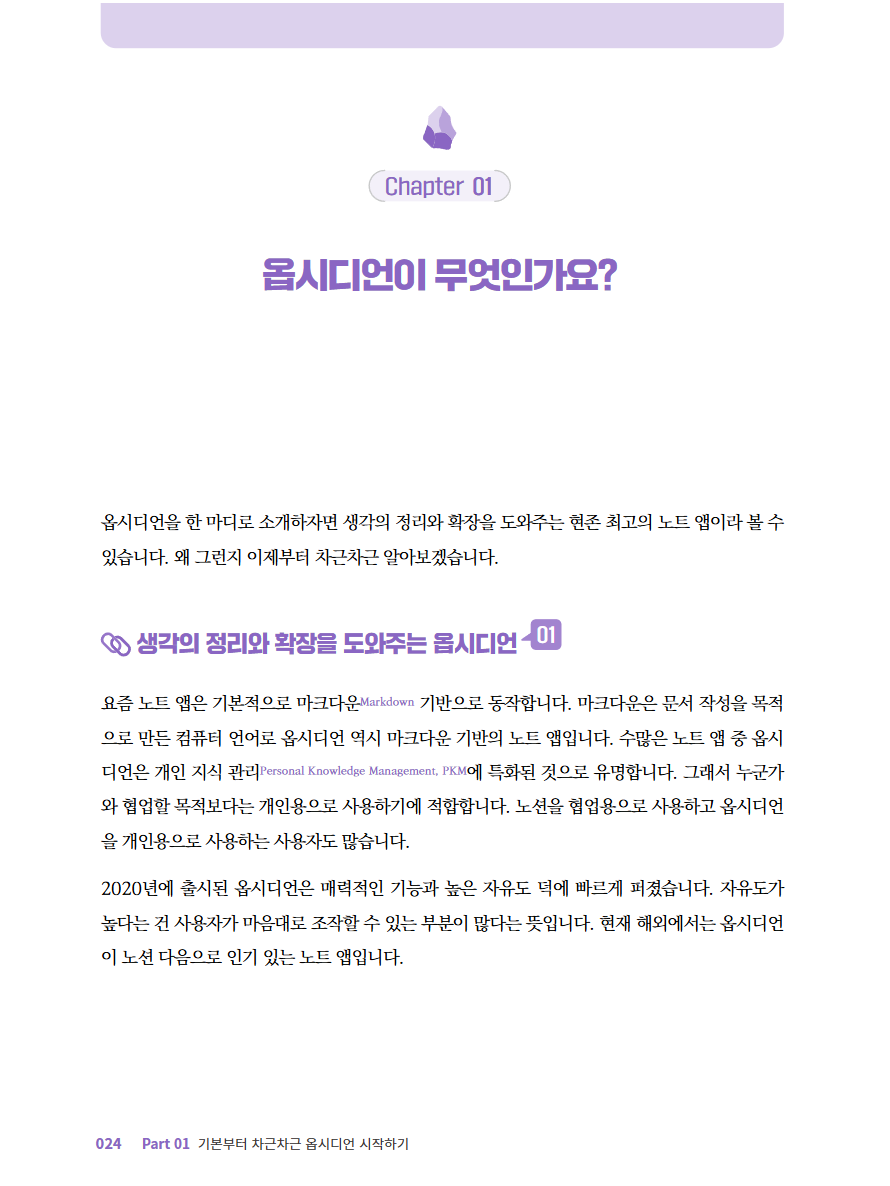 Chapter 01
옵시디언이 무엇인가요?
옵시디언을 한 마디로 소개하자면 생각의 정리와 확장을 도와주는 현존 최고의 노트 앱이라 볼 수
있습니다. 왜 그런지 이제부터 차근차근 알아보겠습니다.
생각의 정리와 확장을 도와주는 옵시디언 01
요즘 노트 앱은 기본적으로 마크다운Markdown 기반으로 동작합니다. 마크다운은 문서 작성을 목적
으로 만든 컴퓨터 언어로 옵시디언 역시 마크다운 기반의 노트 앱입니다. 수많은 노트 앱 중 옵시
디언은 개인 지식 관리Personal Knowledge Management, PKM에 특화된 것으로 유명합니다. 그래서 누군가
와 협업할 목적보다는 개인용으로 사용하기에 적합합니다. 노션을 협업용으로 사용하고 옵시디언
을 개인용으로 사용하는 사용자도 많습니다.
2020년에 출시된 옵시디언은 매력적인 기능과 높은 자유도 덕에 빠르게 퍼졌습니다. 자유도가
높다는 건 사용자가 마음대로 조작할 수 있는 부분이 많다는 뜻입니다. 현재 해외에서는 옵시디언
이 노션 다음으로 인기 있는 노트 앱입니다.
024 Part 01 기본부터 차근차근 옵시디언 시작하기